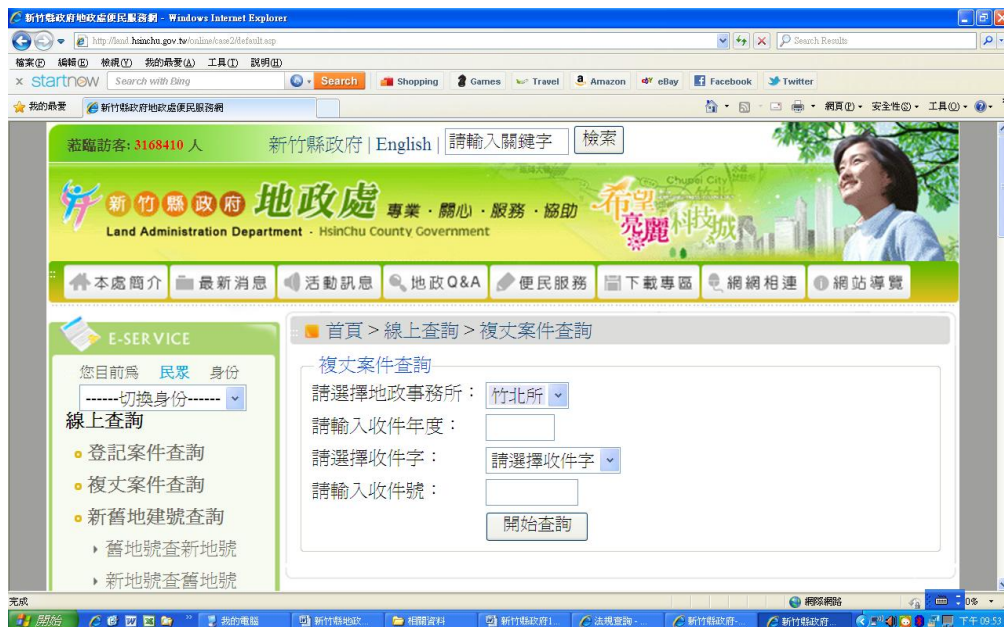 新竹縣政府地政處便民服務網 - Windows Internet Explorer
http://land.hsinchu.gov.tw/online/case2/default.asp
Search Results
檔案(F) 編輯(E) 檢視(V) 我的最愛(A) 工具(T) 說明(H)
x startnow Search with Bing Search Shopping Games Travel Amazon eBay Facebook Twitter
我的最愛 新竹縣政府地政處便民服務網 網頁(P) 安全性(S) 工具(O)
蒞臨訪客: 3168410 人 新竹縣政府 | English | 請輸入關鍵字 檢索
新竹縣政府 地政處 專業 · 關心 · 服務 · 協助
Land Administration Department - HsinChu County Government
Chupei City
希望
亮麗科技城
本處簡介 最新消息 活動訊息 地政Q&A 便民服務 下載專區 網網相連 網站導覽
E-SERVICE
首頁 > 線上查詢 > 複丈案件查詢
您目前為 民眾 身份
------切換身份------
線上查詢
登記案件查詢
複丈案件查詢
新舊地建號查詢
舊地號查新地號
新地號查舊地號
複丈案件查詢
請選擇地政事務所： 竹北所
請輸入收件年度：
請選擇收件字： 請選擇收件字
請輸入收件號：
開始查詢
完成 網際網路 0%
開始 我的電腦 新竹縣地政... 相關資料 新竹縣政府1... 法規查詢 - ... 新竹縣政府-... 新竹縣政府... 下午 09:53